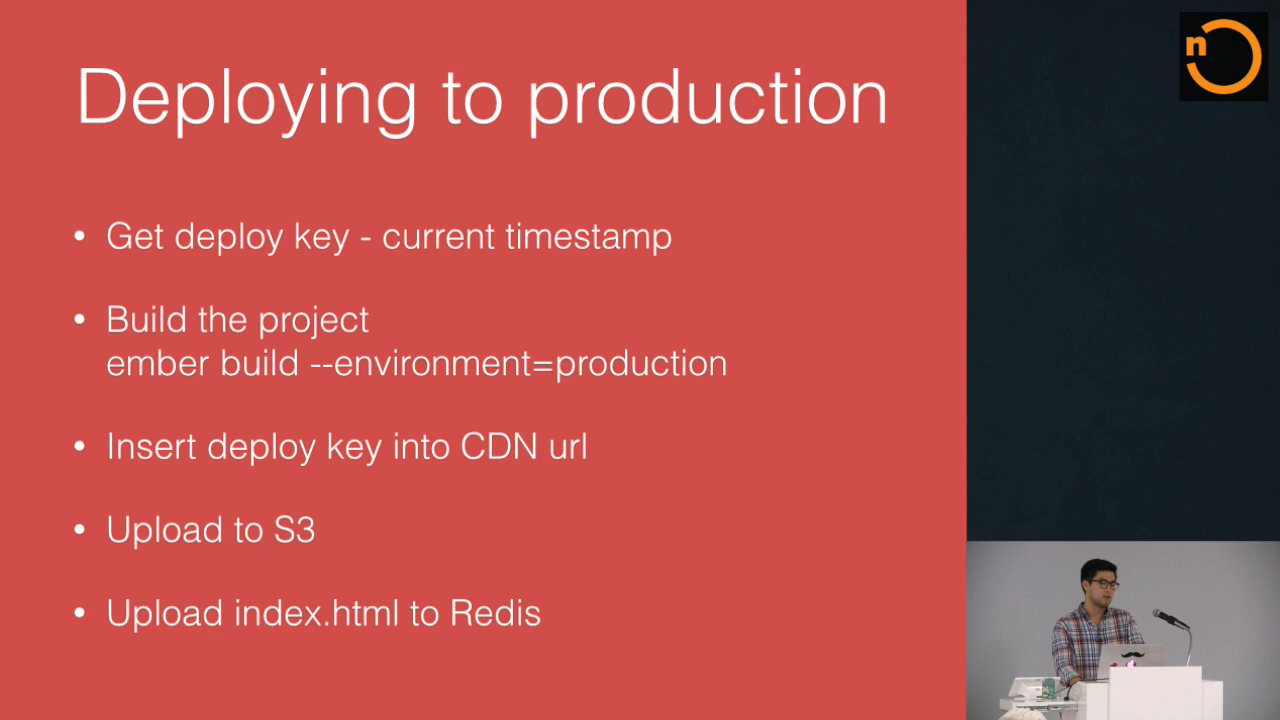 n
Deploying to production
• Get deploy key - current timestamp
• Build the project
ember build --environment=production
• Insert deploy key into CDN url
• Upload to S3
• Upload index.html to Redis